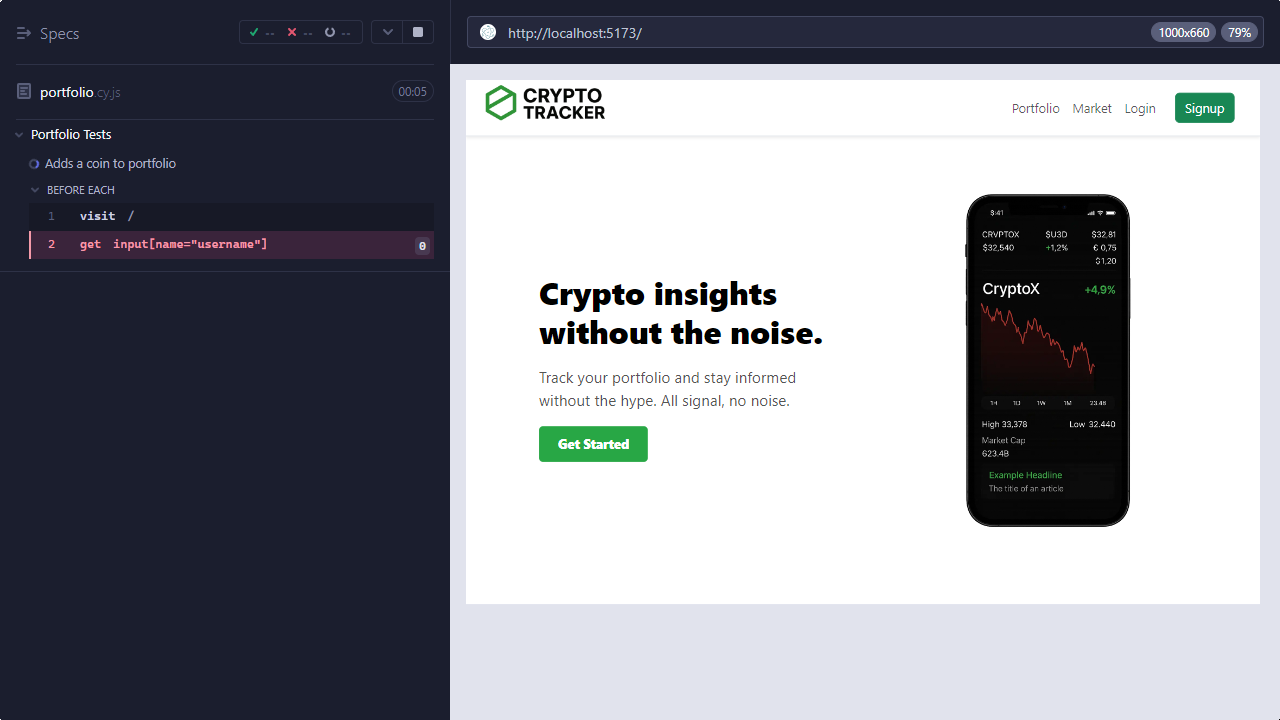 Specs
-- -- --
portfolio.cy.js 00:05
Portfolio Tests
Adds a coin to portfolio
BEFORE EACH
1 visit /
2 get input[name="username"] 0
http://localhost:5173/ 1000x660 79%
CRYPTO
TRACKER
Portfolio Market Login Signup
Crypto insights
without the noise.
Track your portfolio and stay informed
without the hype. All signal, no noise.
Get Started
9:41
CRVPTOX $U3D $32,81
$32,540 +1,2% € 0,75
$1,20
CryptoX +4,9%
1H 1D 1W 1M 23.46
High 33,378 Low 32.440
Market Cap
623.4B
Example Headline
The title of an article